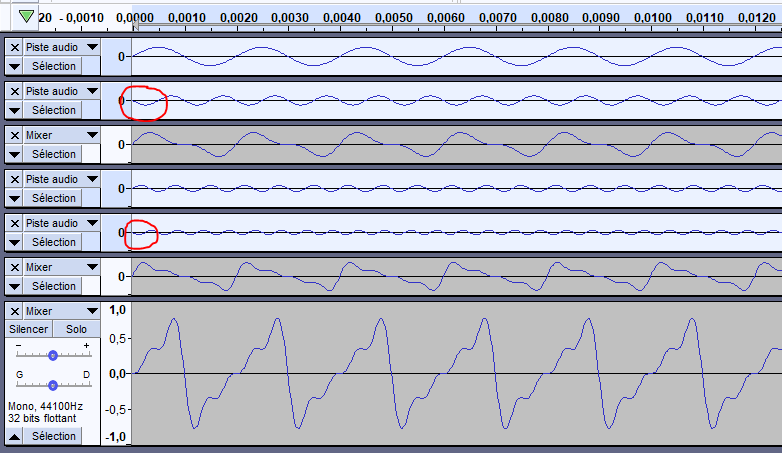 20 -0,0010 0,0000 0,0010 0,0020 0,0030 0,0040 0,0050 0,0060 0,0070 0,0080 0,0090 0,0100 0,0110 0,0120
× Piste audio
0
Sélection
× Piste audio
0
Sélection
× Mixer
0
Sélection
× Piste audio
0
Sélection
× Piste audio
0
Sélection
× Mixer
0
Sélection
× Mixer
1,0
Silencer Solo
0,5
- +
0,0
G D
Mono, 44100Hz
-0,5
32 bits flottant
Sélection
-1,0